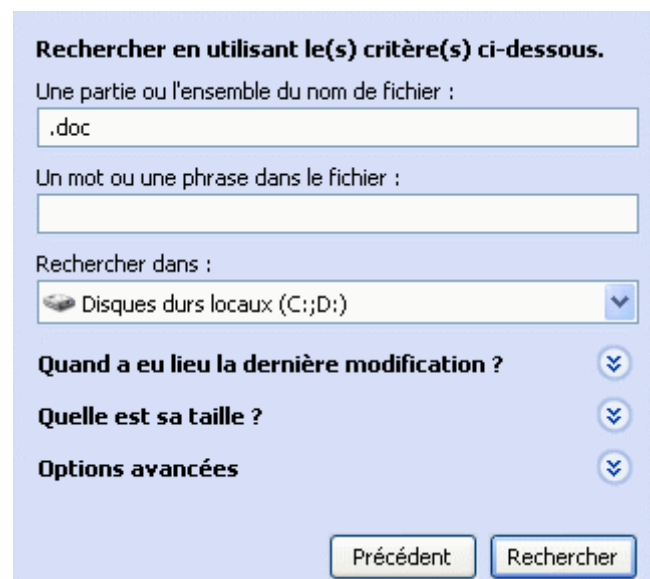 Rechercher en utilisant le(s) critère(s) ci-dessous.
Une partie ou l'ensemble du nom de fichier :
.doc
Un mot ou une phrase dans le fichier :
Rechercher dans :
Disques durs locaux (C:;D:)
Quand a eu lieu la dernière modification ?
Quelle est sa taille ?
Options avancées
Précédent Rechercher